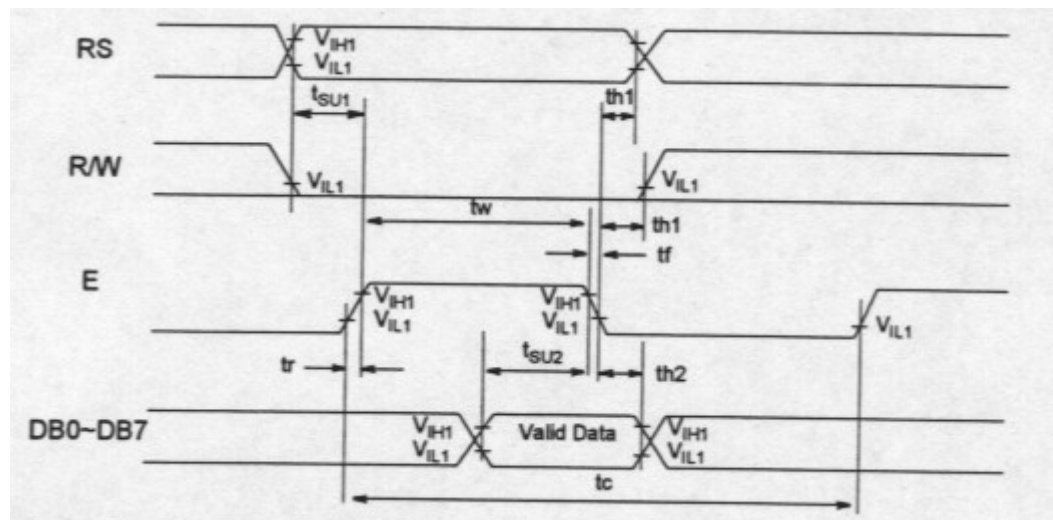 RS
VIH1
VIL1
tSU1
th1
R/W
VIL1
VIL1
tw
th1
tf
E
VIH1
VIL1
VIH1
VIL1
VIL1
tSU2
tr
th2
DB0~DB7
VIH1
VIL1
Valid Data
VIH1
VIL1
tc